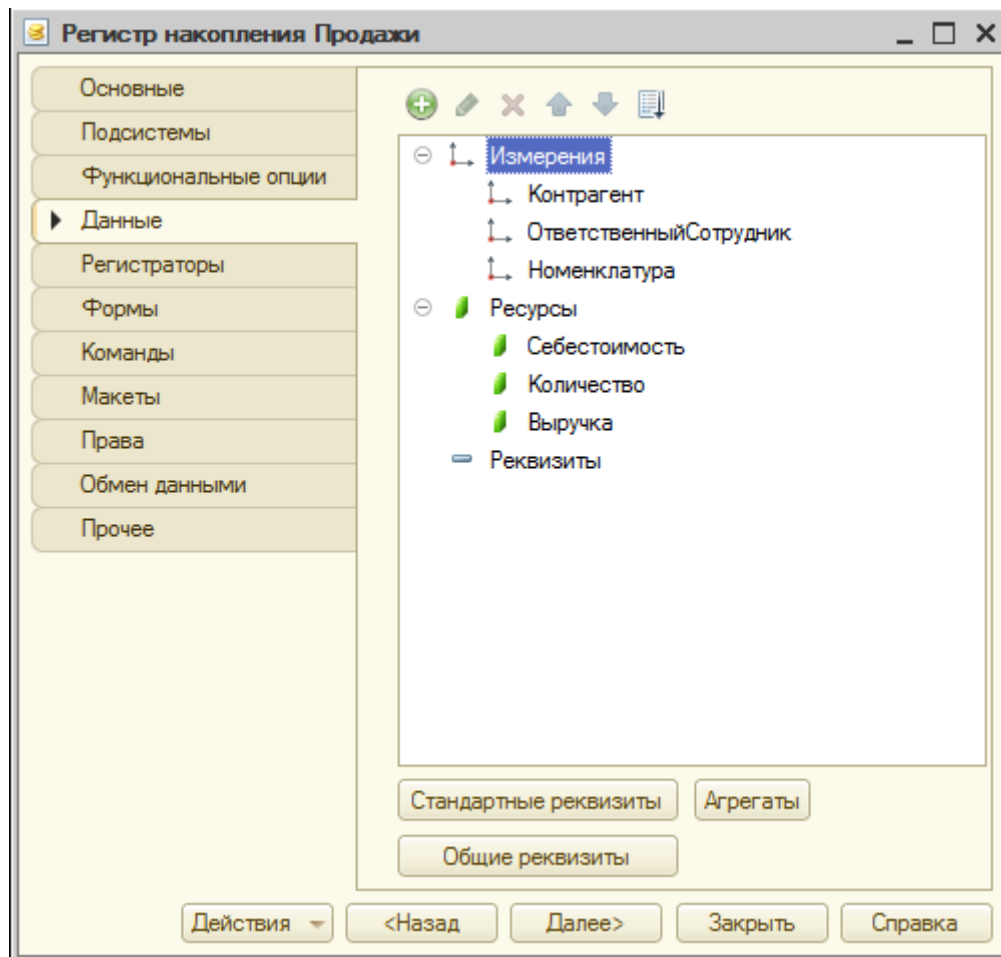 Регистр накопления Продажи
Основные
Подсистемы
Функциональные опции
Данные
Регистраторы
Формы
Команды
Макеты
Права
Обмен данными
Прочее
Измерения
Контрагент
ОтветственныйСотрудник
Номенклатура
Ресурсы
Себестоимость
Количество
Выручка
Реквизиты
Стандартные реквизиты Агрегаты
Общие реквизиты
Действия <Назад Далее> Закрыть Справка